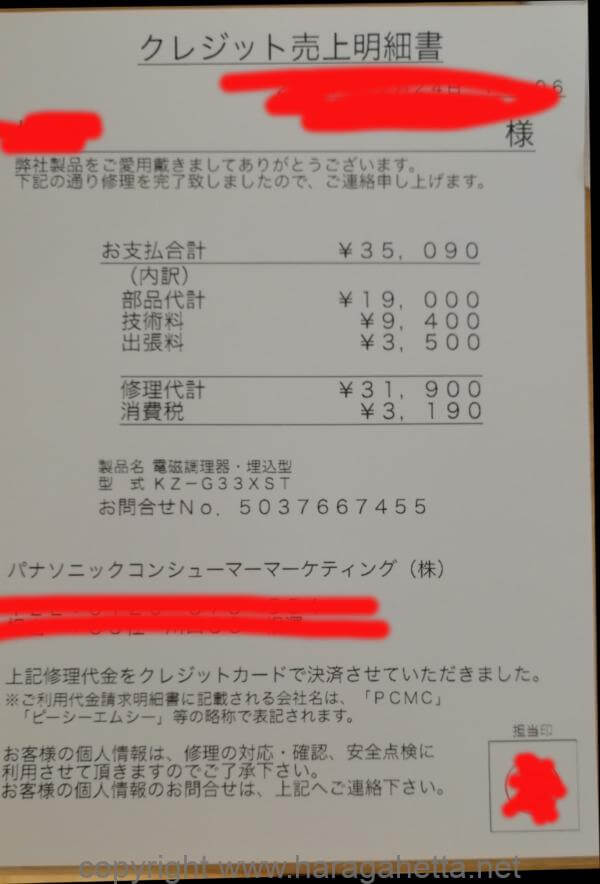 クレジット売上明細書
様
弊社製品をご愛用戴きましてありがとうございます。
下記の通り修理を完了致しましたので、ご連絡申し上げます。
お支払合計 ￥35,090
（内訳）
部品代計 ￥19,000
技術料 ￥9,400
出張料 ￥3,500
修理代計 ￥31,900
消費税 ￥3,190
製品名 電磁調理器・埋込型
型 式 KZ－G33XST
お問合せNo. 5037667455
パナソニックコンシューマーマーケティング（株）
上記修理代金をクレジットカードで決済させていただきました。
※ご利用代金請求明細書に記載される会社名は、「PCMC」
「ピーシーエムシー」等の略称で表記されます。
担当印
お客様の個人情報は、修理の対応・確認、安全点検に
利用させて頂きますのでご了承下さい。
お客様の個人情報のお問合せは、上記へご連絡下さい。
copyright www.haragahetta.net